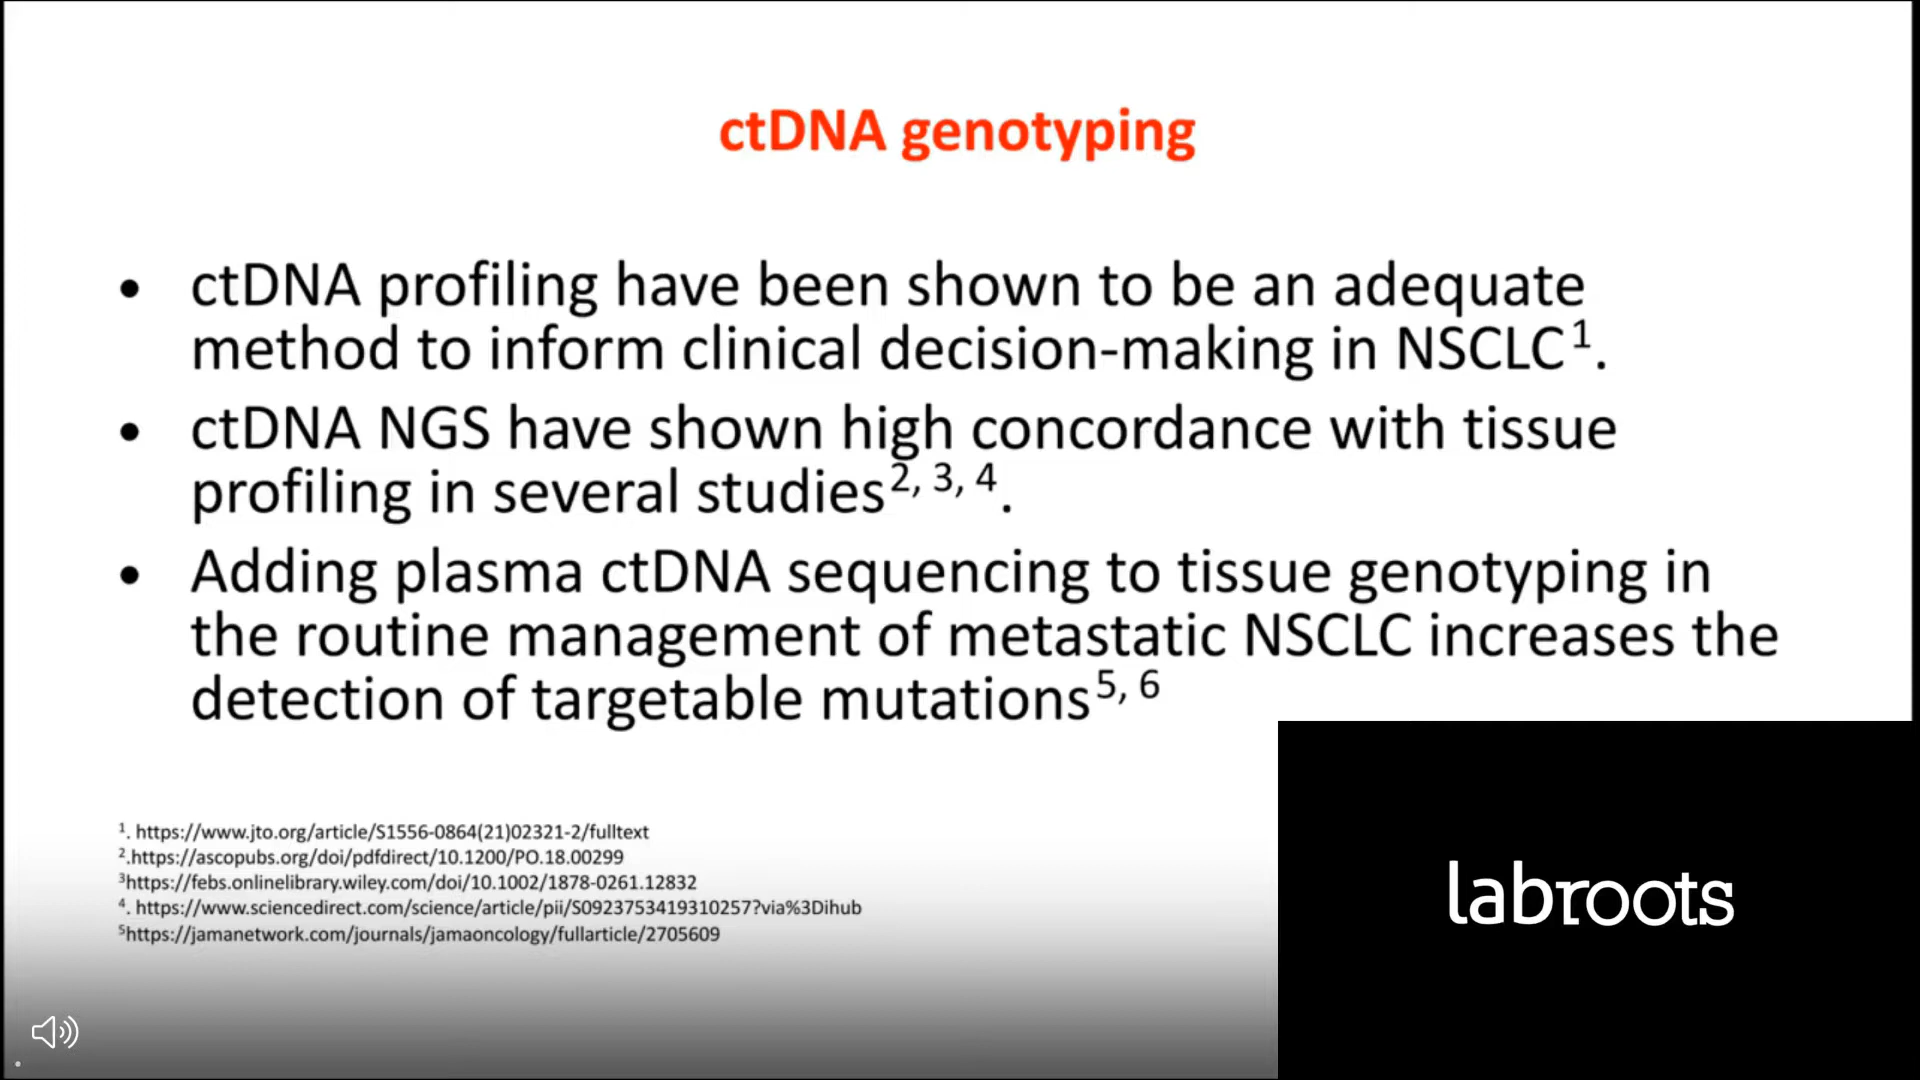 ctDNA genotyping
• ctDNA profiling have been shown to be an adequate
method to inform clinical decision-making in NSCLC¹.
• ctDNA NGS have shown high concordance with tissue
profiling in several studies²,³,⁴.
• Adding plasma ctDNA sequencing to tissue genotyping in
the routine management of metastatic NSCLC increases the
detection of targetable mutations⁵,⁶
¹. https://www.jto.org/article/S1556-0864(21)02321-2/fulltext
².https://ascopubs.org/doi/pdfdirect/10.1200/PO.18.00299
³https://febs.onlinelibrary.wiley.com/doi/10.1002/1878-0261.12832
⁴. https://www.sciencedirect.com/science/article/pii/S0923753419310257?via%3Dihub
⁵https://jamanetwork.com/journals/jamaoncology/fullarticle/2705609
labroots